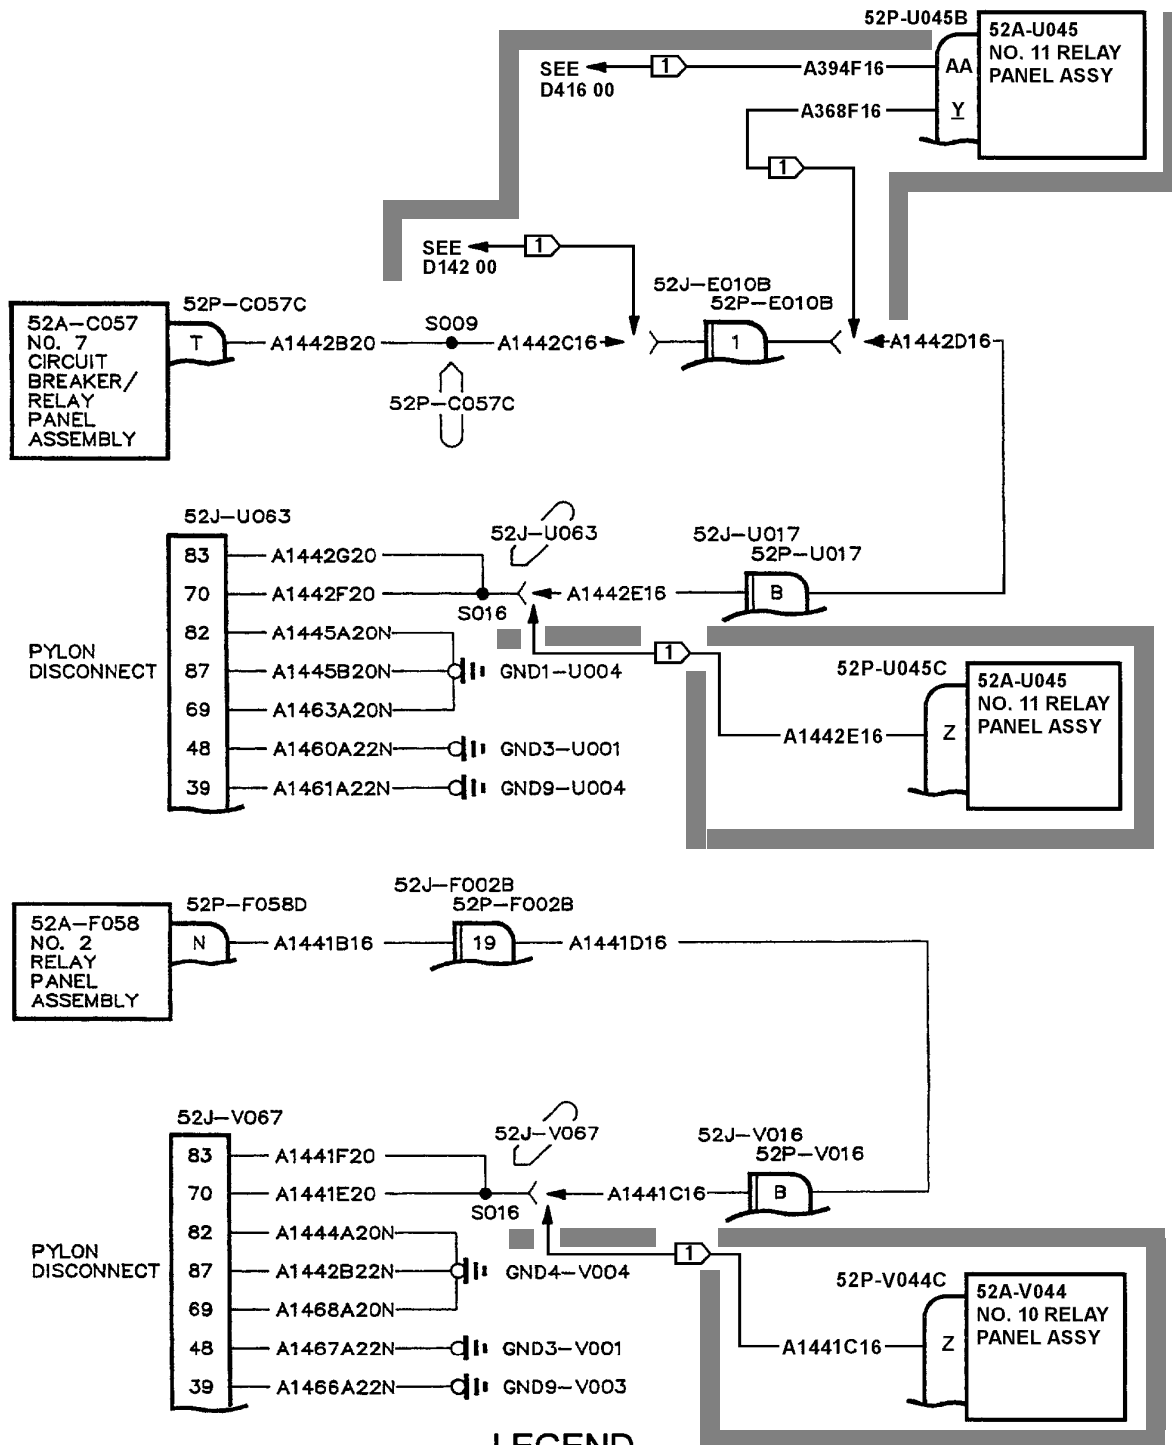 52P-U045B
52A-U045
NO. 11 RELAY
PANEL ASSY
SEE
D416 00
1
A394F16
AA
A368F16
Y
1
SEE
D142 00
1
52J-E010B
52P-E010B
52P-C057C
52A-C057
NO. 7
CIRCUIT
BREAKER/
RELAY
PANEL
ASSEMBLY
T
A1442B20
S009
A1442C16
1
A1442D16
52P-C057C
52J-U063
52J-U063
52J-U017
52P-U017
83
A1442G20
70
A1442F20
S016
A1442E16
B
82
A1445A20N
PYLON
DISCONNECT
87
A1445B20N
GND1-U004
1
69
A1463A20N
48
A1460A22N
GND3-U001
39
A1461A22N
GND9-U004
52P-U045C
52A-U045
NO. 11 RELAY
PANEL ASSY
A1442E16
Z
52J-F002B
52P-F002B
52P-F058D
52A-F058
NO. 2
RELAY
PANEL
ASSEMBLY
N
A1441B16
19
A1441D16
52J-V067
52J-V067
52J-V016
52P-V016
83
A1441F20
70
A1441E20
S016
A1441C16
B
82
A1444A20N
PYLON
DISCONNECT
87
A1442B22N
GND4-V004
1
69
A1468A20N
48
A1467A22N
GND3-V001
39
A1466A22N
GND9-V003
52P-V044C
52A-V044
NO. 10 RELAY
PANEL ASSY
A1441C16
Z
LEGEND